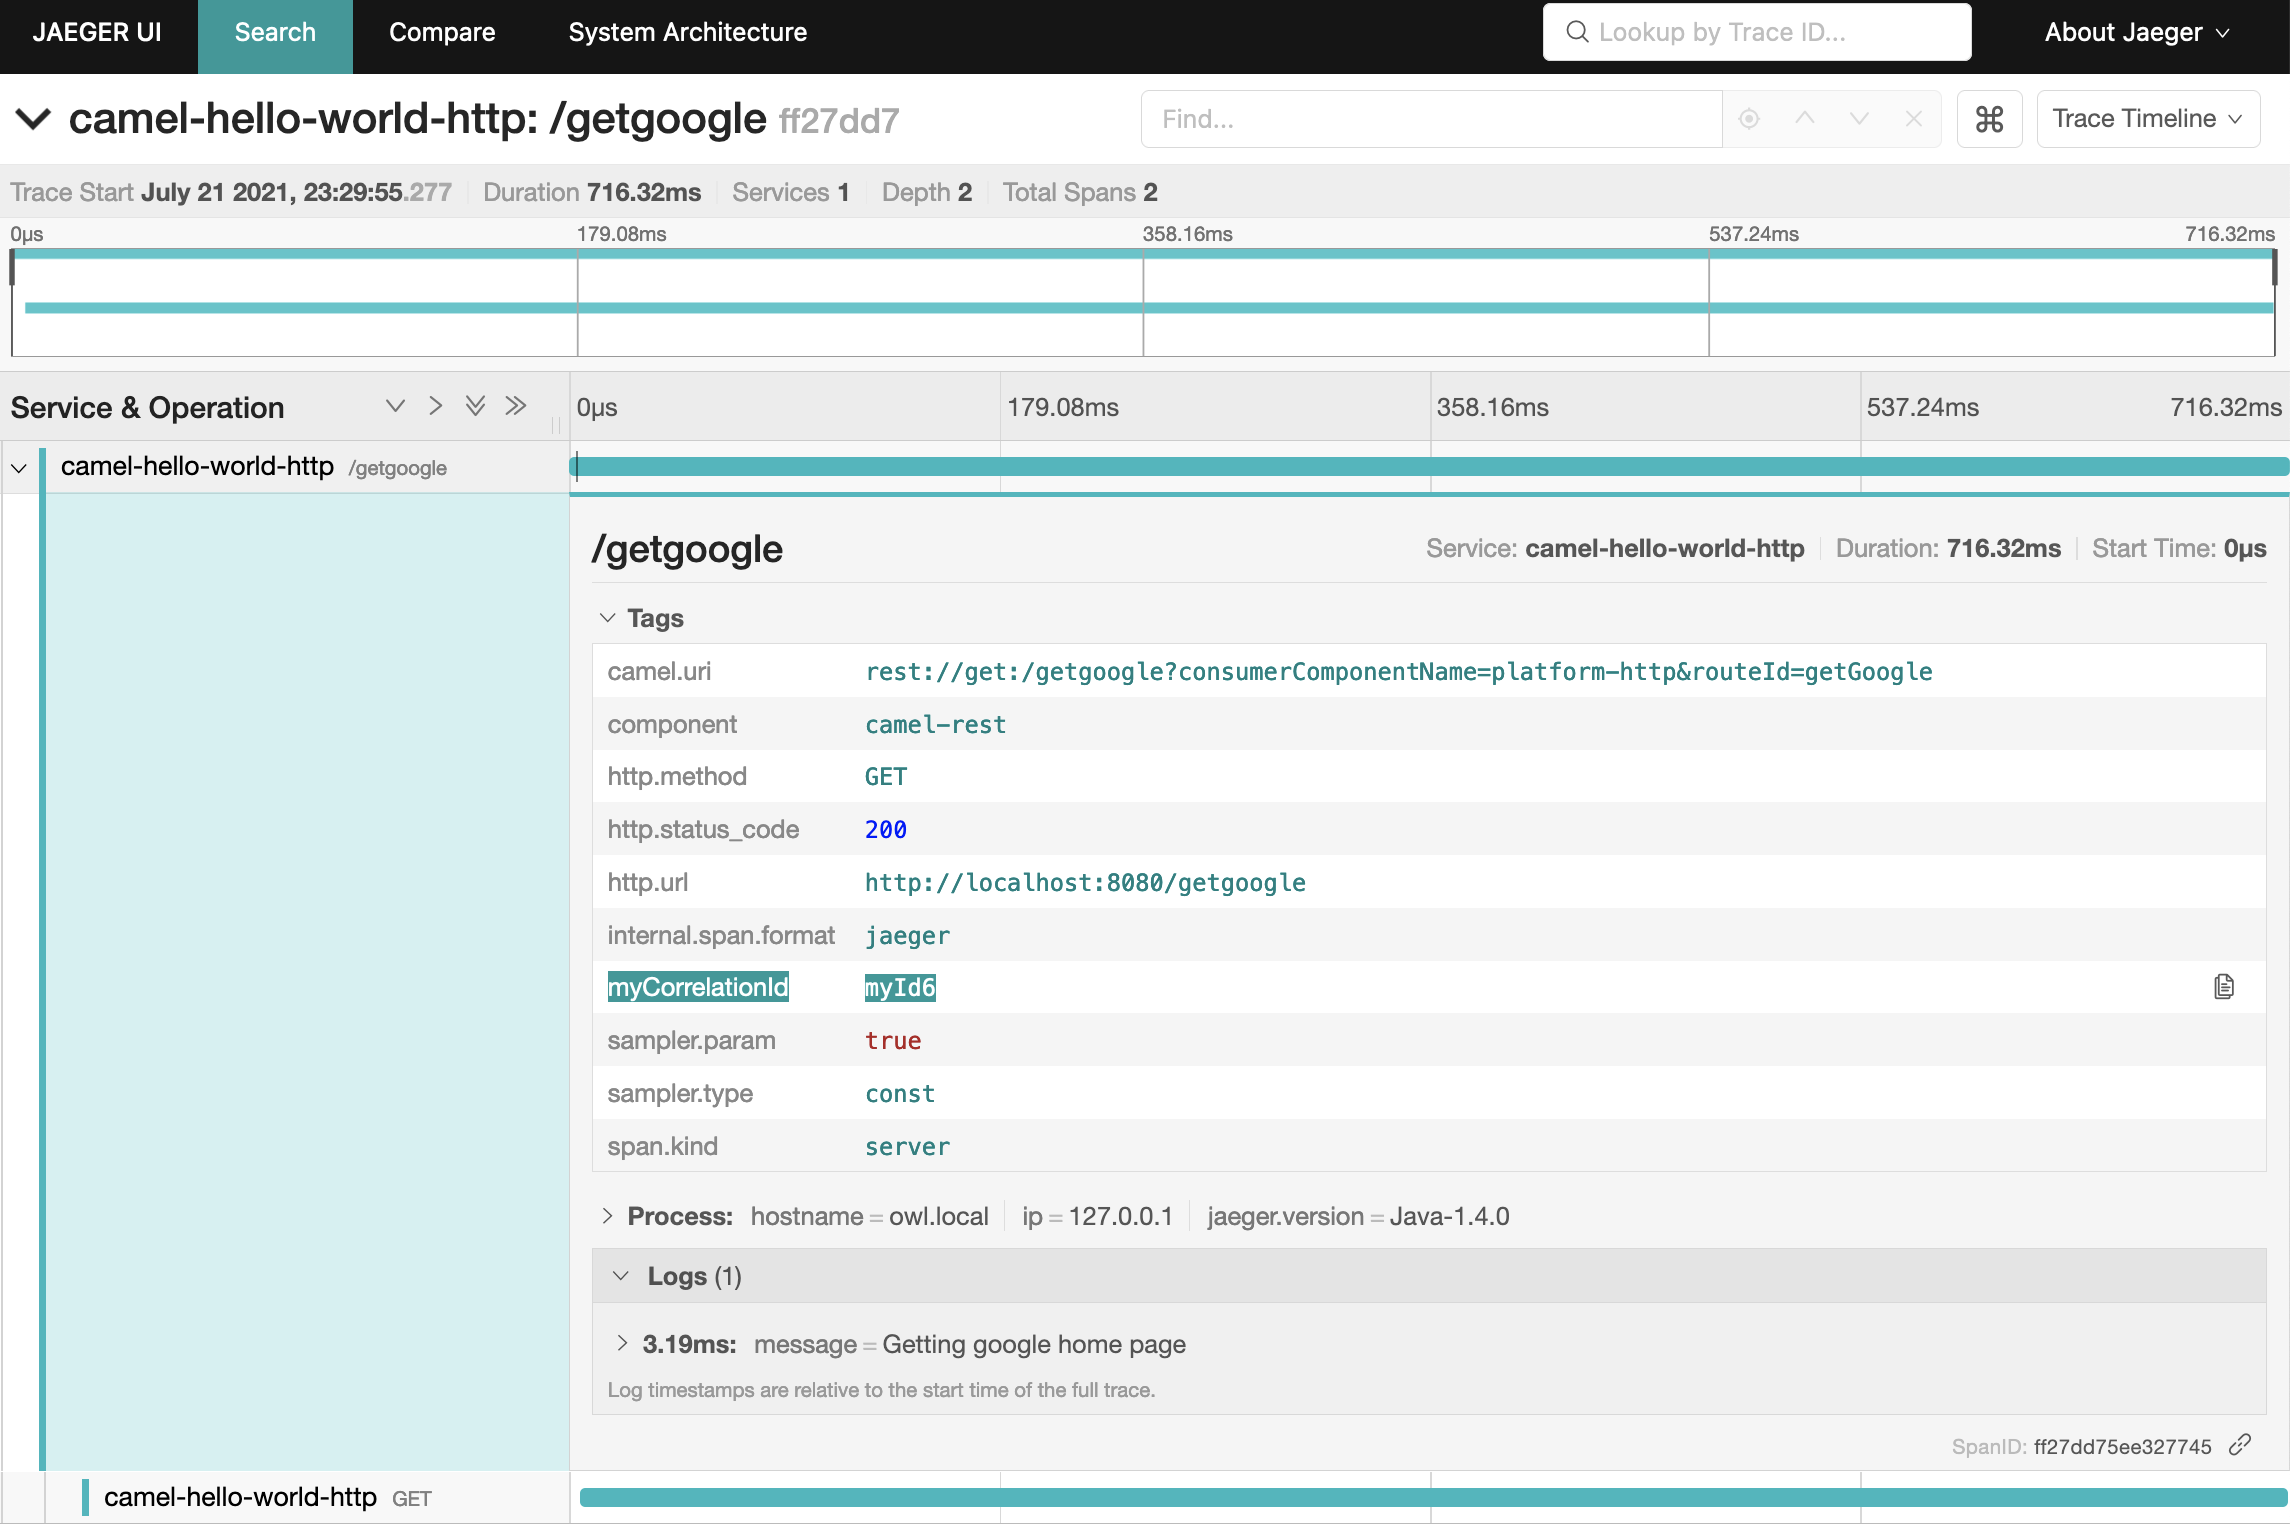 JAEGER UI Search Compare System Architecture Lookup by Trace ID... About Jaeger
camel-hello-world-http: /getgoogle ff27dd7 Find... ⌘ Trace Timeline
Trace Start July 21 2021, 23:29:55.277 Duration 716.32ms Services 1 Depth 2 Total Spans 2
0μs 179.08ms 358.16ms 537.24ms 716.32ms
Service & Operation 0μs 179.08ms 358.16ms 537.24ms 716.32ms
camel-hello-world-http /getgoogle
/getgoogle Service: camel-hello-world-http Duration: 716.32ms Start Time: 0μs
Tags
camel.uri rest://get:/getgoogle?consumerComponentName=platform-http&routeId=getGoogle
component camel-rest
http.method GET
http.status_code 200
http.url http://localhost:8080/getgoogle
internal.span.format jaeger
myCorrelationId myId6
sampler.param true
sampler.type const
span.kind server
Process: hostname = owl.local ip = 127.0.0.1 jaeger.version = Java-1.4.0
Logs (1)
3.19ms: message = Getting google home page
Log timestamps are relative to the start time of the full trace.
SpanID: ff27dd75ee327745
camel-hello-world-http GET